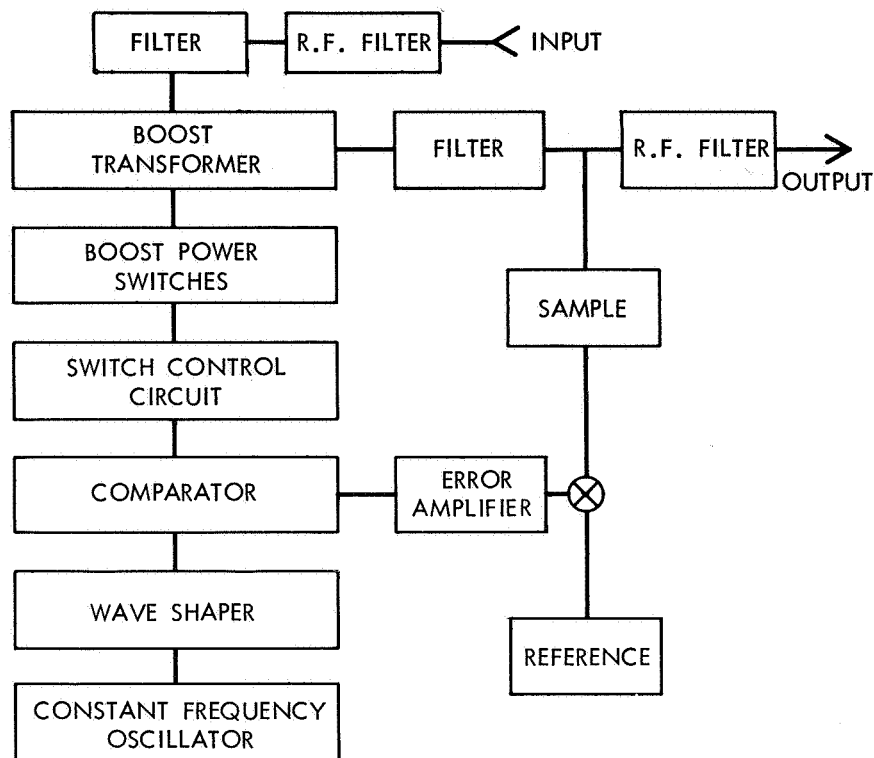 FILTER
R.F. FILTER
INPUT
BOOST
TRANSFORMER
FILTER
R.F. FILTER
OUTPUT
BOOST POWER
SWITCHES
SAMPLE
SWITCH CONTROL
CIRCUIT
COMPARATOR
ERROR
AMPLIFIER
WAVE SHAPER
REFERENCE
CONSTANT FREQUENCY
OSCILLATOR